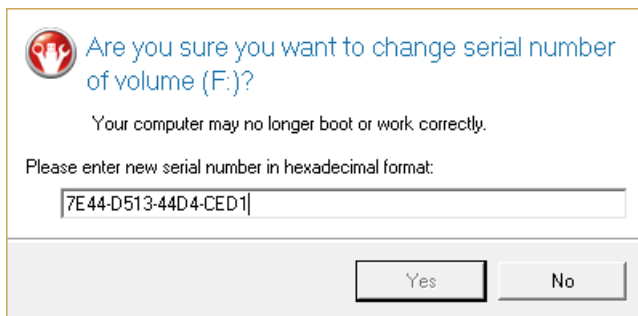 Are you sure you want to change serial number
of volume (F:)?
Your computer may no longer boot or work correctly.
Please enter new serial number in hexadecimal format:
7E44-D513-44D4-CED1
Yes
No